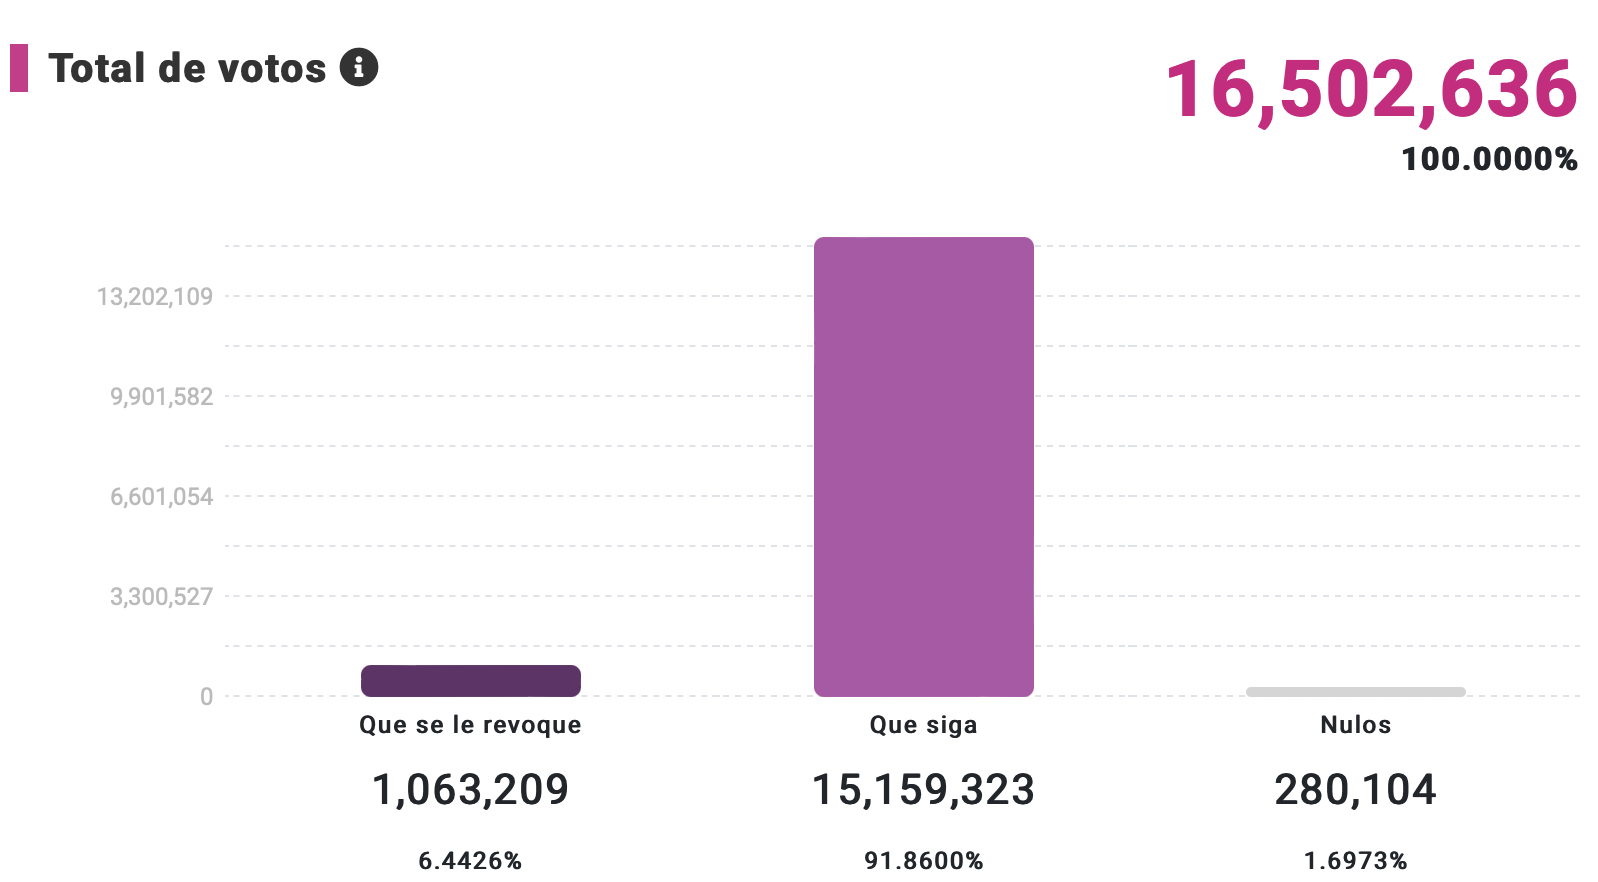 Total de votos
16,502,636
100.0000%
13,202,109
9,901,582
6,601,054
3,300,527
0
Que se le revoque Que siga Nulos
1,063,209 15,159,323 280,104
6.4426% 91.8600% 1.6973%